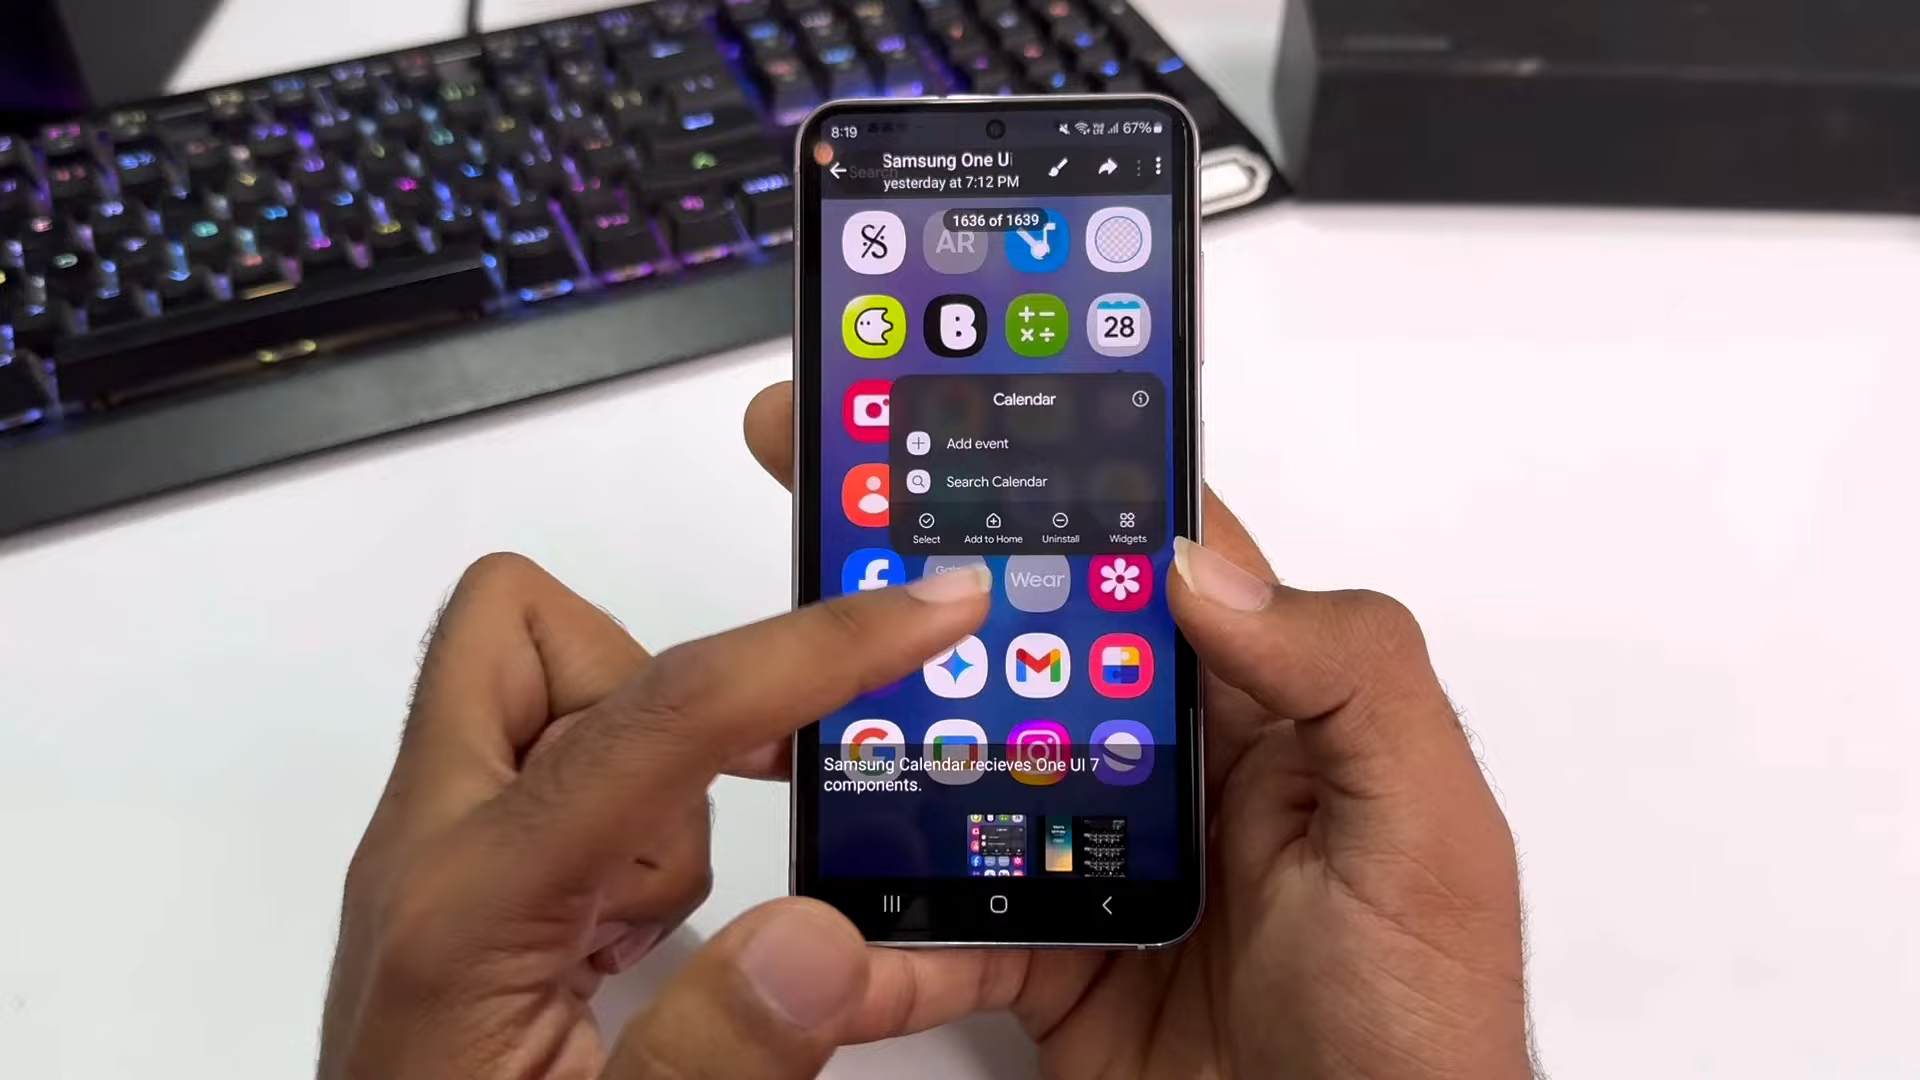 8:19
67%
Samsung One U
Search
yesterday at 7:12 PM
1636 of 1639
AR
B
28
Calendar
Add event
Search Calendar
Select
Add to Home
Uninstall
Widgets
Wear
Samsung Calendar recieves One UI 7
components.